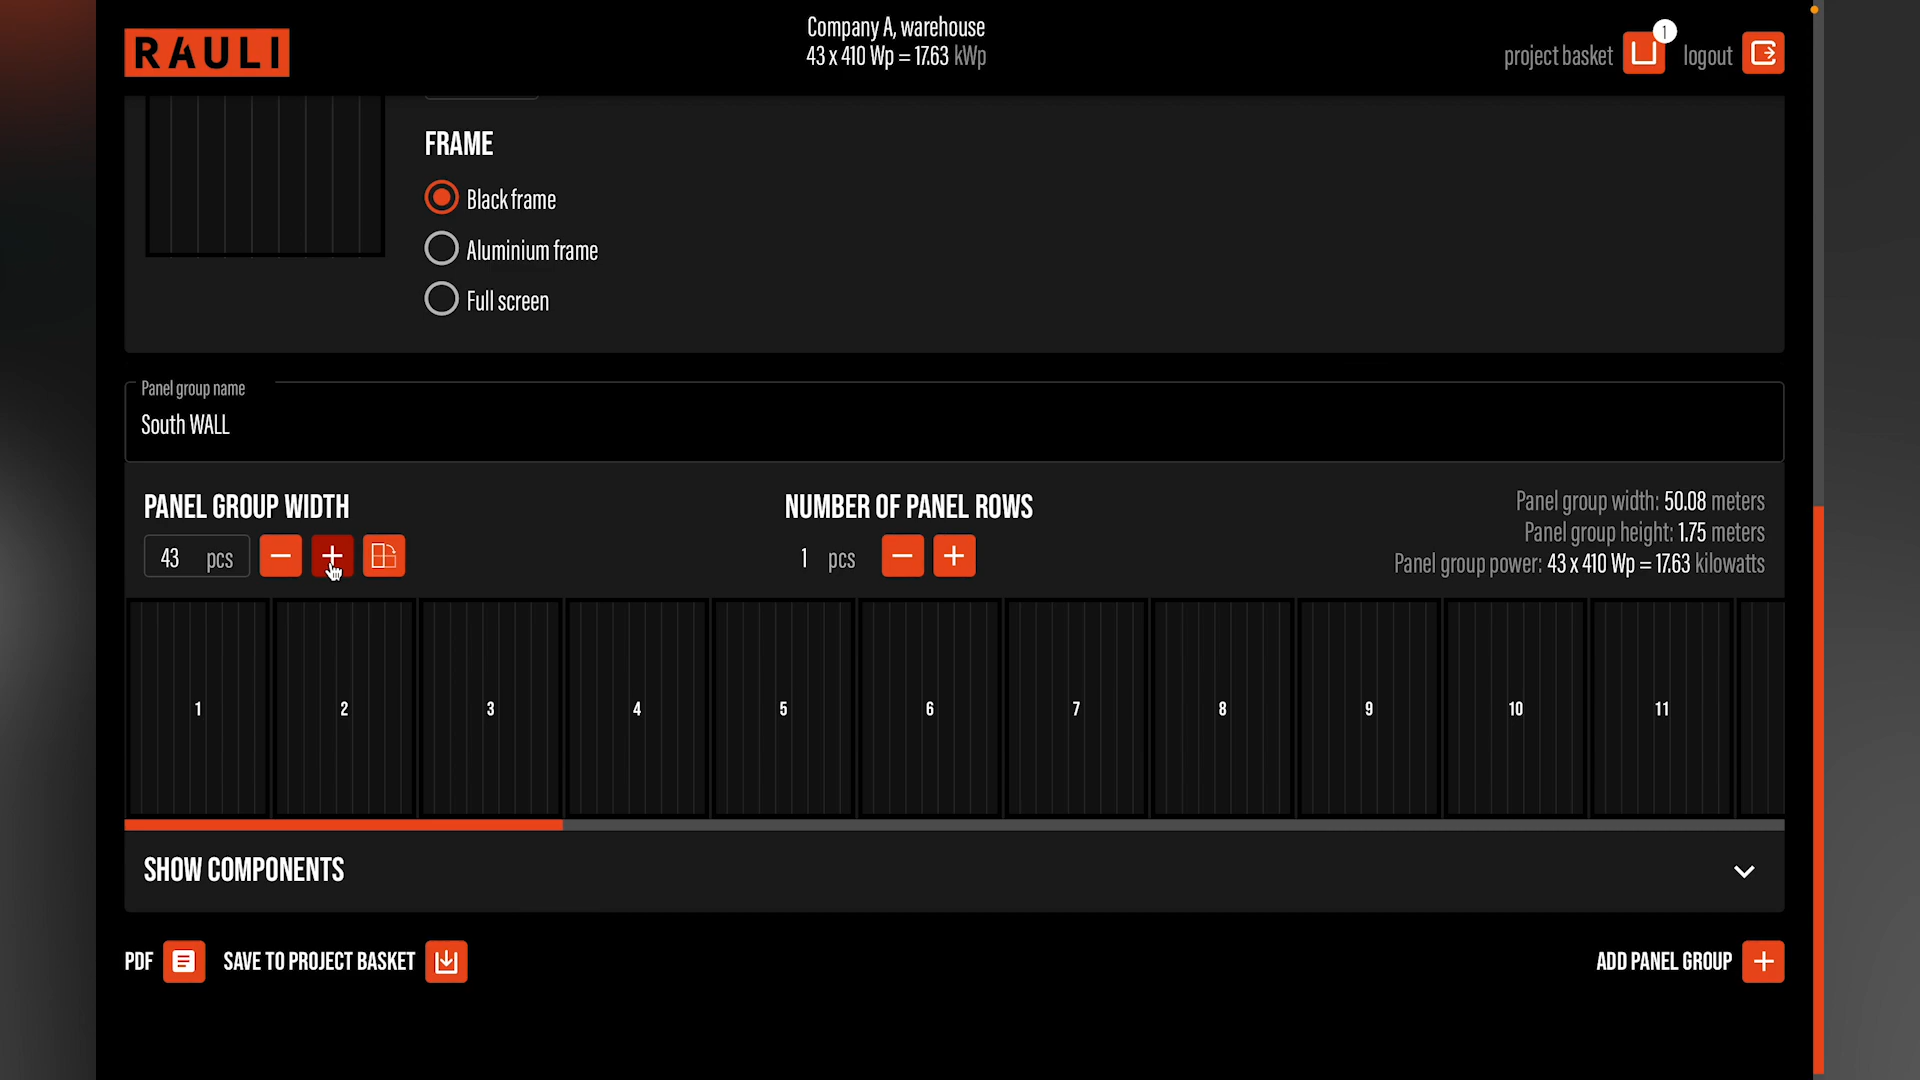 RAULI
Company A, warehouse
43 x 410 Wp = 17.63 kWp
project basket
1
logout
FRAME
Black frame
Aluminium frame
Full screen
Panel group name
South WALL
PANEL GROUP WIDTH
43 pcs
NUMBER OF PANEL ROWS
1 pcs
Panel group width: 50.08 meters
Panel group height: 1.75 meters
Panel group power: 43 x 410 Wp = 17.63 kilowatts
1 2 3 4 5 6 7 8 9 10 11
SHOW COMPONENTS
PDF
SAVE TO PROJECT BASKET
ADD PANEL GROUP